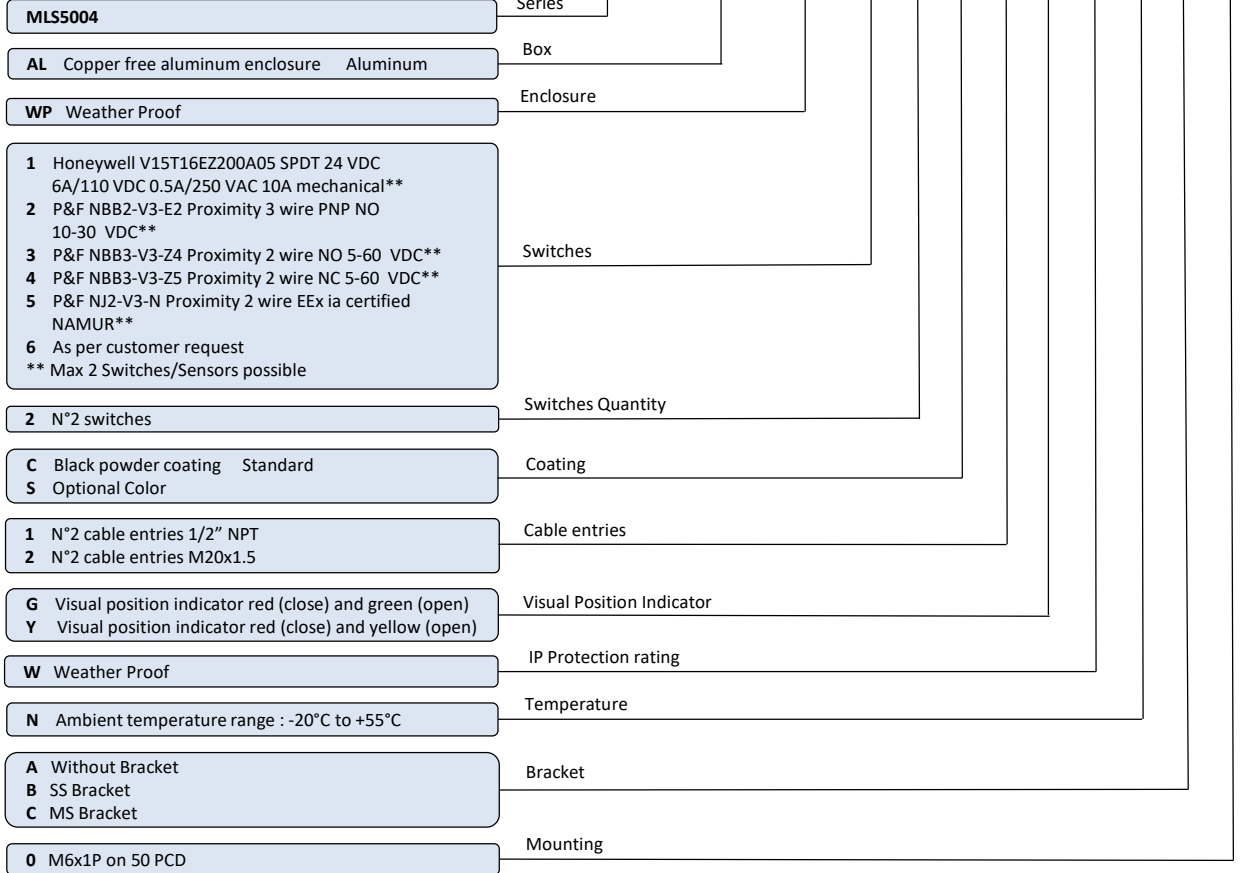 Series
MLS5004
Box
AL Copper free aluminum enclosure Aluminum
Enclosure
WP Weather Proof
1 Honeywell V15T16EZ200A05 SPDT 24 VDC
6A/110 VDC 0.5A/250 VAC 10A mechanical**
2 P&F NBB2-V3-E2 Proximity 3 wire PNP NO
10-30 VDC**
3 P&F NBB3-V3-Z4 Proximity 2 wire NO 5-60 VDC**
4 P&F NBB3-V3-Z5 Proximity 2 wire NC 5-60 VDC**
5 P&F NJ2-V3-N Proximity 2 wire EEx ia certified
NAMUR**
6 As per customer request
** Max 2 Switches/Sensors possible
Switches
Switches Quantity
2 N°2 switches
C Black powder coating Standard
S Optional Color
Coating
1 N°2 cable entries 1/2” NPT
2 N°2 cable entries M20x1.5
Cable entries
G Visual position indicator red (close) and green (open)
Y Visual position indicator red (close) and yellow (open)
Visual Position Indicator
IP Protection rating
W Weather Proof
Temperature
N Ambient temperature range : -20°C to +55°C
A Without Bracket
B SS Bracket
C MS Bracket
Bracket
Mounting
0 M6x1P on 50 PCD